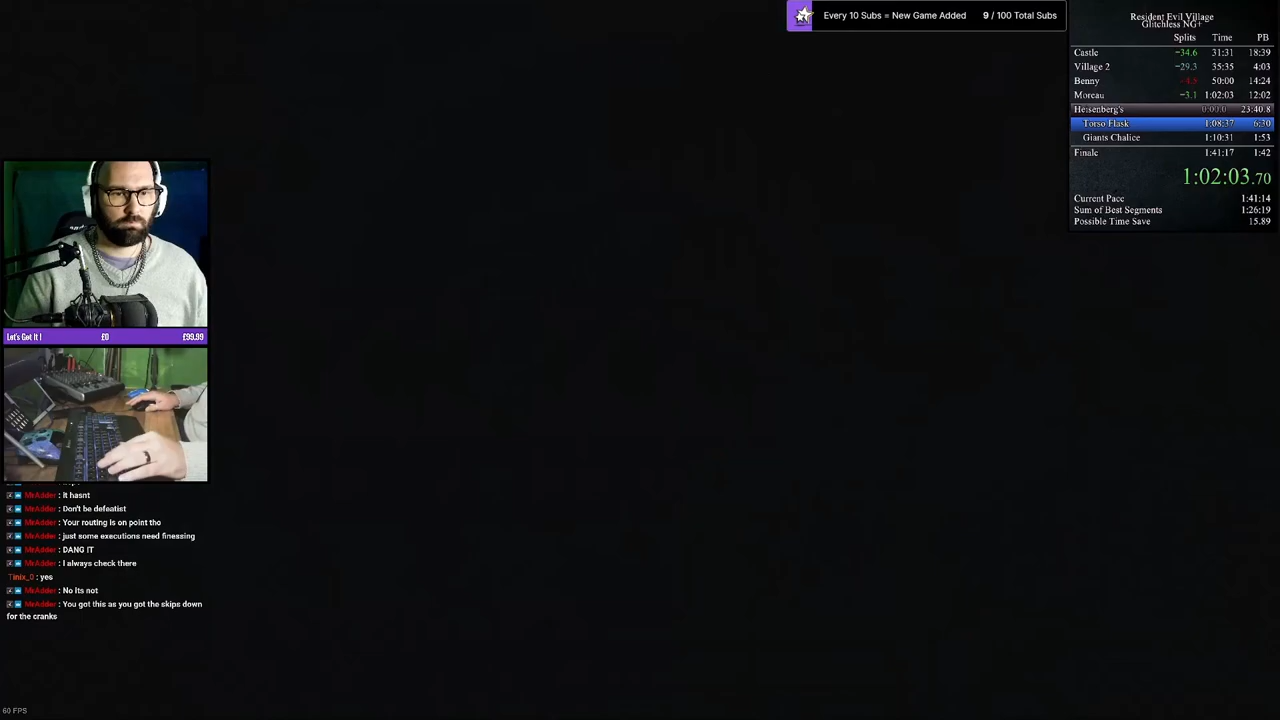 Every 10 Subs = New Game Added 9 / 100 Total Subs
Resident Evil Village
Glitchless NG+
Splits Time PB
Castle -34.6 31:31 18:39
Village 2 -29.3 35:35 4:03
Benny 50:00 14:24
Moreau -3.1 1:02:03 12:02
Heisenberg's 0:00.0 23:40.8
Torso Flask 1:08:37 6:30
Giants Chalice 1:10:31 1:53
Finale 1:41:17 1:42
1:02:03.70
Current Pace 1:41:14
Sum of Best Segments 1:26:19
Possible Time Save 15.89
Let's Get It! £0 £99.99
MrAdder : It hasnt
MrAdder : Don't be defeatist
MrAdder : Your routing is on point tho
MrAdder : just some executions need finessing
MrAdder : DANG IT
MrAdder : I always check there
Tinix_0 : yes
MrAdder : No Its not
MrAdder : You got this as you got the skips down
for the cranks
60 FPS